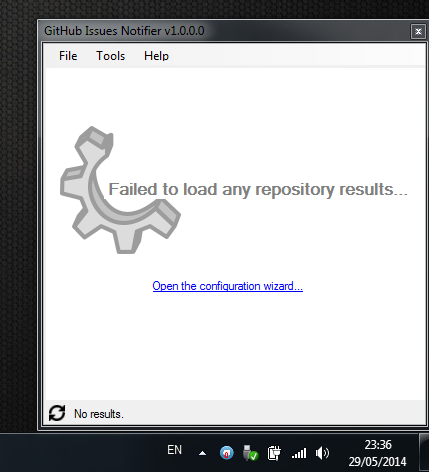 GitHub Issues Notifier v1.0.0.0
File Tools Help
Failed to load any repository results...
Open the configuration wizard...
No results.
EN
23:36
29/05/2014